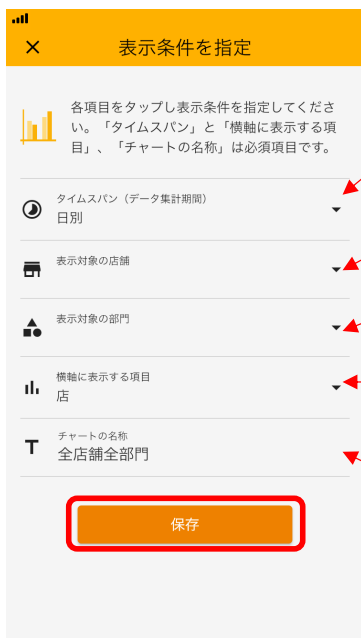 表示条件を指定
各項目をタップし表示条件を指定してくださ
い。「タイムスパン」と「横軸に表示する項
目」、「チャートの名称」は必須項目です。
タイムスパン（データ集計期間）
日別
表示対象の店舗
表示対象の部門
横軸に表示する項目
店
チャートの名称
全店舗全部門
保存